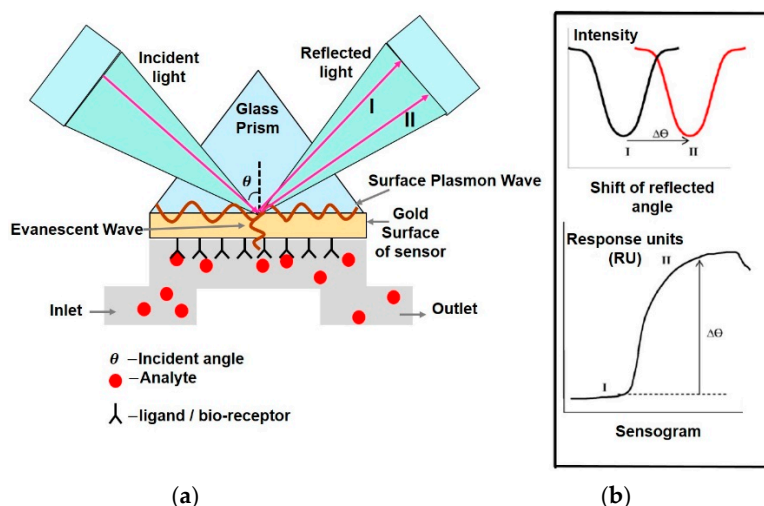 Incident
light
Reflected
light
I
II
Glass
Prism
θ
Surface Plasmon Wave
Evanescent Wave
Gold
Surface
of sensor
Inlet
Outlet
θ –Incident angle
–Analyte
–ligand / bio-receptor
(a)
Intensity
ΔΘ
I
II
Shift of reflected
angle
Response units
(RU)
II
ΔΘ
I
Sensogram
(b)